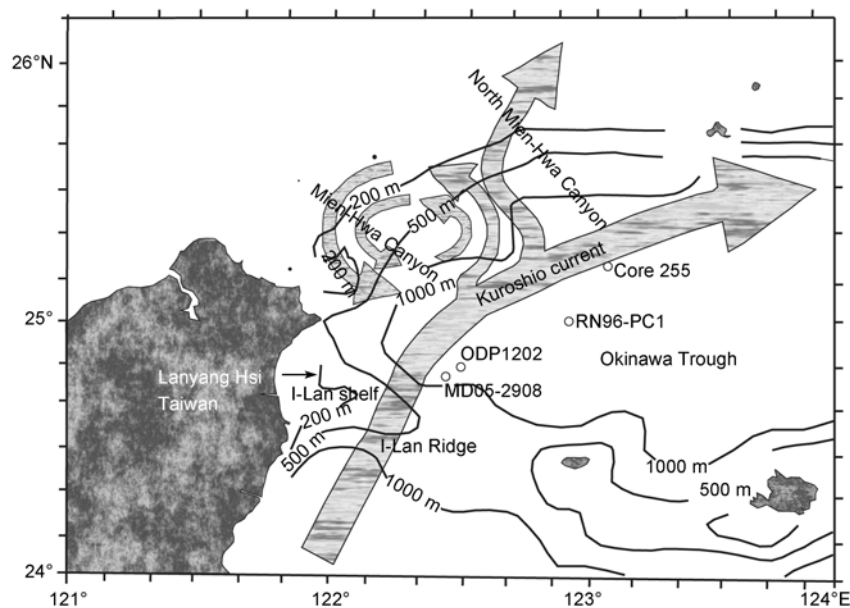 26°N
North Mien-Hwa Canyon
200 m
Mien-Hwa Canyon
500 m
200 m
1000 m
Kuroshio current
Core 255
25°
RN96-PC1
ODP1202
Okinawa Trough
Lanyang Hsi
Taiwan
I-Lan shelf
MD05-2908
200 m
500 m
I-Lan Ridge
1000 m
1000 m
500 m
24°
121°
122°
123°
124°E